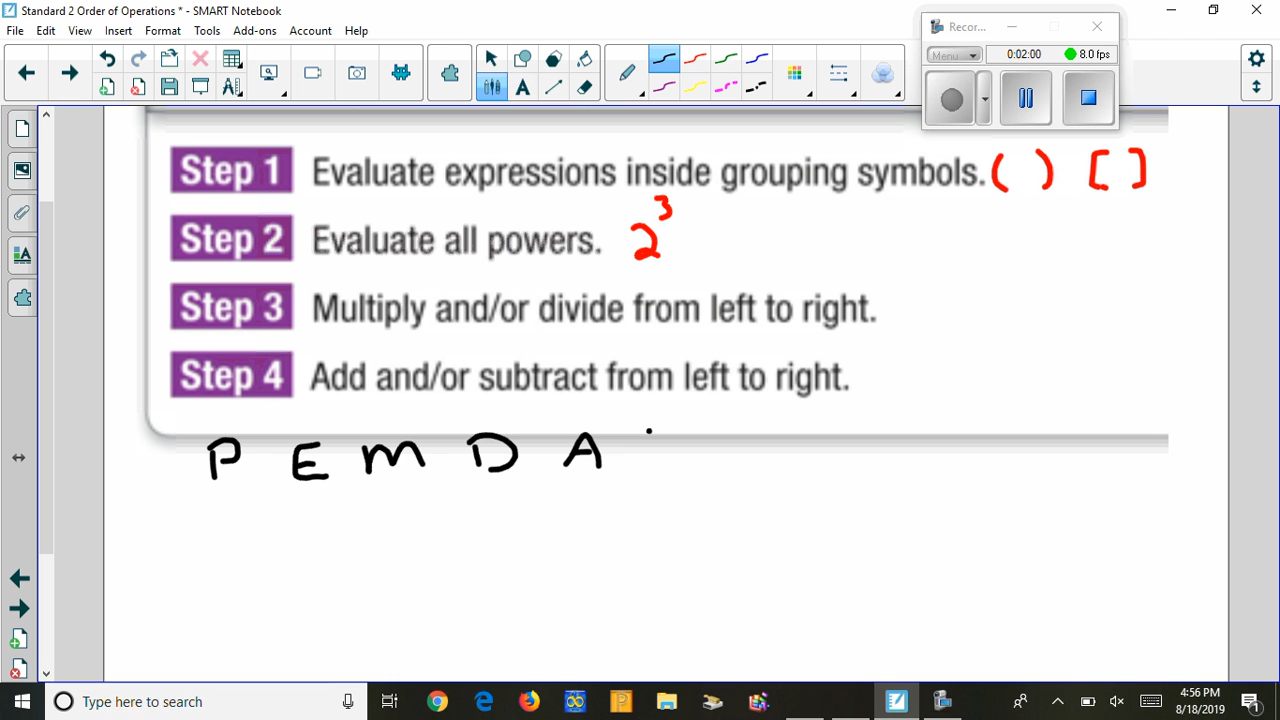 Standard 2 Order of Operations * - SMART Notebook
File Edit View Insert Format Tools Add-ons Account Help
Recor...
Menu 0:02:00 8.0 fps
Step 1 Evaluate expressions inside grouping symbols. ( ) [ ]
Step 2 Evaluate all powers. 2³
Step 3 Multiply and/or divide from left to right.
Step 4 Add and/or subtract from left to right.
P E M D A
Type here to search
4:56 PM
8/18/2019
1